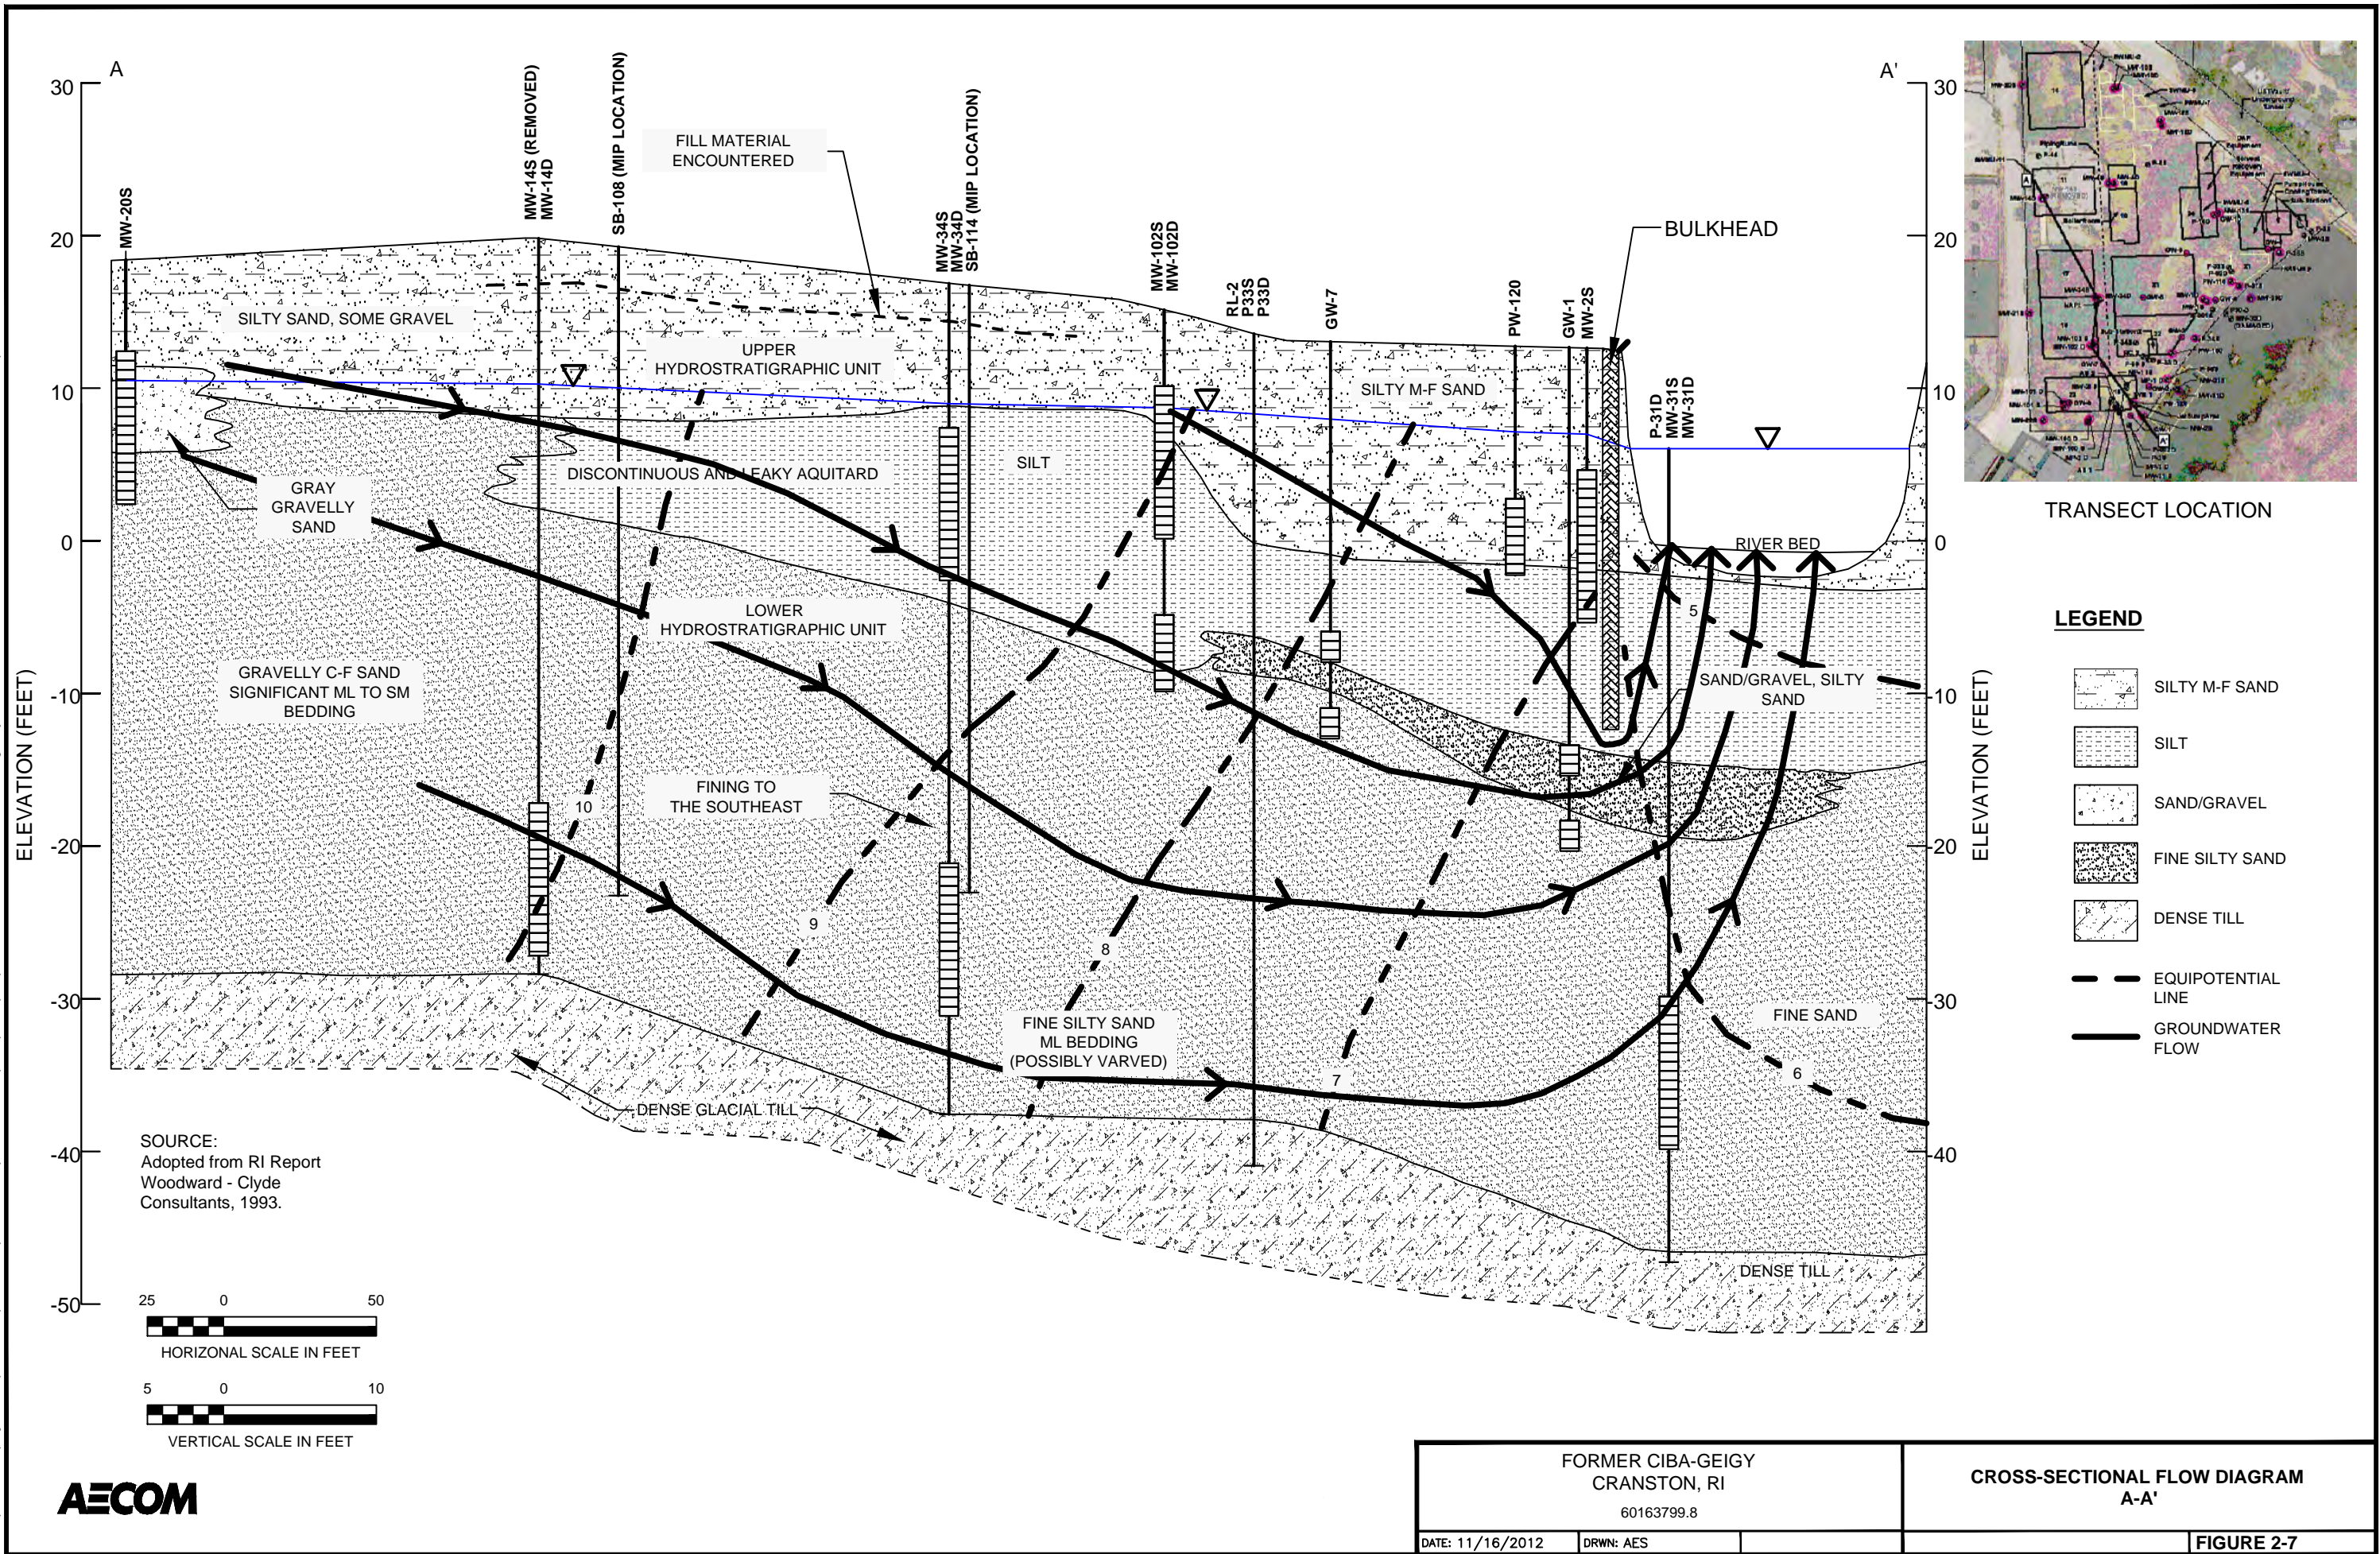 A
A'
30
20
10
0
-10
-20
-30
-40
-50
ELEVATION (FEET)
MW-20S
MW-14S (REMOVED)
MW-14D
SB-108 (MIP LOCATION)
FILL MATERIAL
ENCOUNTERED
MW-34S
MW-34D
SB-114 (MIP LOCATION)
MW-102S
MW-102D
RL-2
P33S
P33D
GW-7
PW-120
GW-1
MW-2S
BULKHEAD
P-31D
MW-31S
MW-31D
30
20
10
0
-10
-20
-30
-40
ELEVATION (FEET)
SILTY SAND, SOME GRAVEL
UPPER
HYDROSTRATIGRAPHIC UNIT
SILTY M-F SAND
DISCONTINUOUS AND LEAKY AQUITARD
SILT
GRAY
GRAVELLY
SAND
RIVER BED
5
LOWER
HYDROSTRATIGRAPHIC UNIT
GRAVELLY C-F SAND
SIGNIFICANT ML TO SM
BEDDING
SAND/GRAVEL, SILTY
SAND
FINING TO
THE SOUTHEAST
10
9
8
7
6
FINE SILTY SAND
ML BEDDING
(POSSIBLY VARVED)
FINE SAND
DENSE GLACIAL TILL
DENSE TILL
SOURCE:
Adopted from RI Report
Woodward - Clyde
Consultants, 1993.
25 0 50
HORIZONAL SCALE IN FEET
5 0 10
VERTICAL SCALE IN FEET
AECOM
TRANSECT LOCATION
LEGEND
SILTY M-F SAND
SILT
SAND/GRAVEL
FINE SILTY SAND
DENSE TILL
EQUIPOTENTIAL
LINE
GROUNDWATER
FLOW
FORMER CIBA-GEIGY
CRANSTON, RI
60163799.8
DATE: 11/16/2012
DRWN: AES
CROSS-SECTIONAL FLOW DIAGRAM
A-A'
FIGURE 2-7